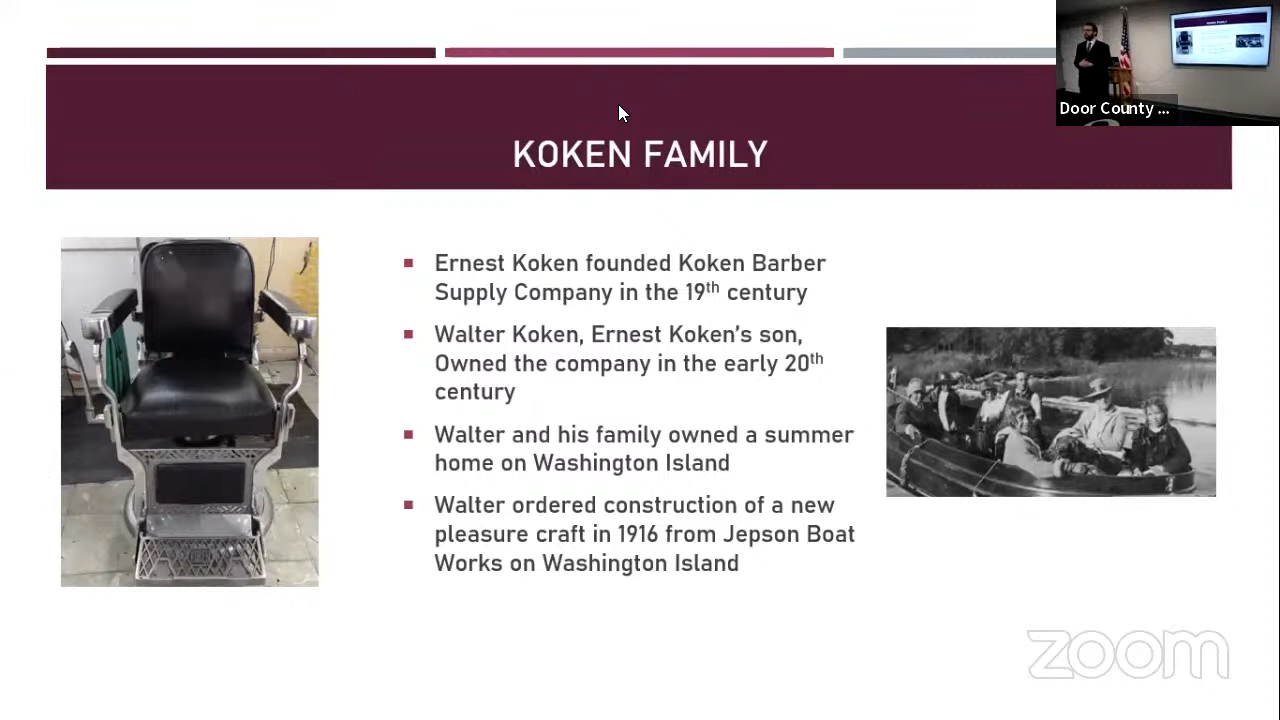 Door County ...
KOKEN FAMILY
Ernest Koken founded Koken Barber
Supply Company in the 19th century
Walter Koken, Ernest Koken's son,
Owned the company in the early 20th
century
Walter and his family owned a summer
home on Washington Island
Walter ordered construction of a new
pleasure craft in 1916 from Jepson Boat
Works on Washington Island
zoom